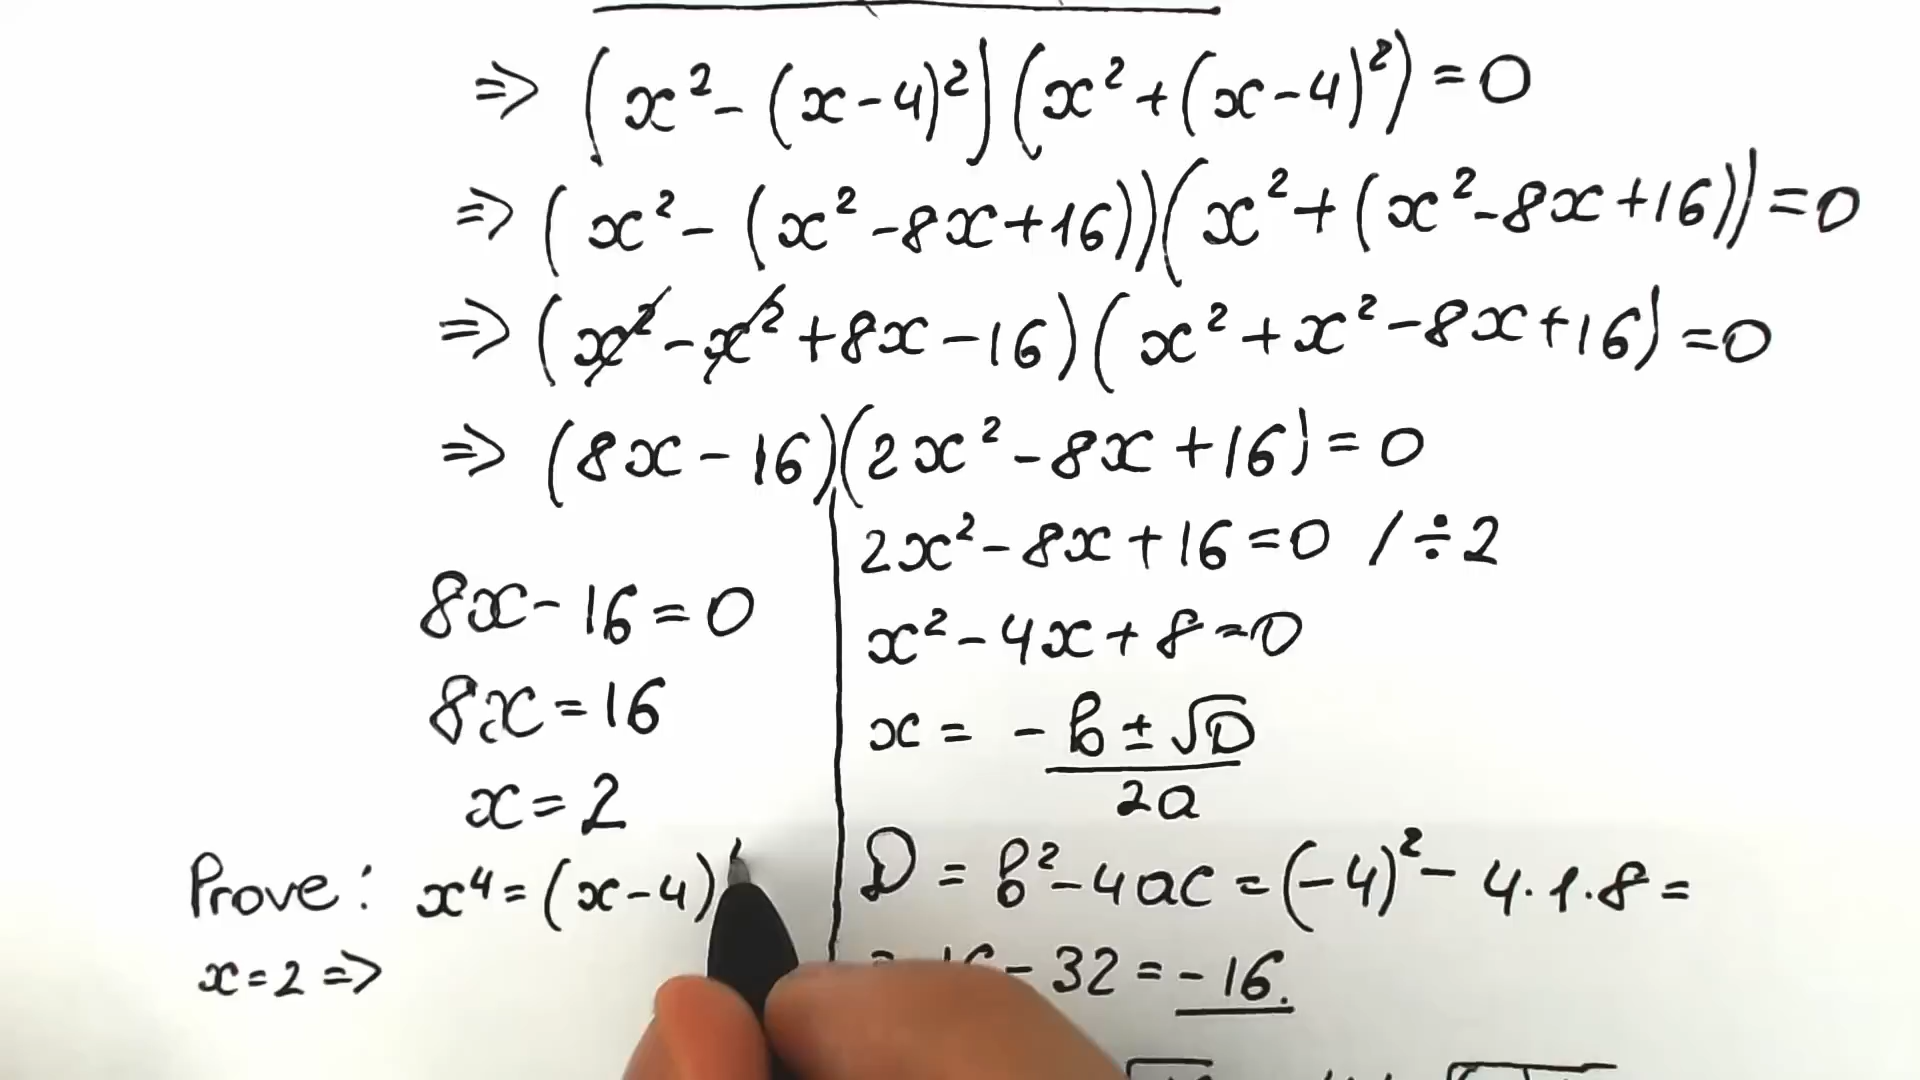 => (x² - (x-4)²)(x² + (x-4)²) = 0
=> (x² - (x² - 8x + 16))(x² + (x² - 8x + 16)) = 0
=> (x² - x² + 8x - 16)(x² + x² - 8x + 16) = 0
=> (8x - 16)(2x² - 8x + 16) = 0
8x - 16 = 0
8x = 16
x = 2
Prove: x⁴ = (x-4)
x = 2 =>
2x² - 8x + 16 = 0 / ÷2
x² - 4x + 8 = 0
x = -b ± √D / 2a
D = b² - 4ac = (-4)² - 4·1·8 =
- 32 = -16.